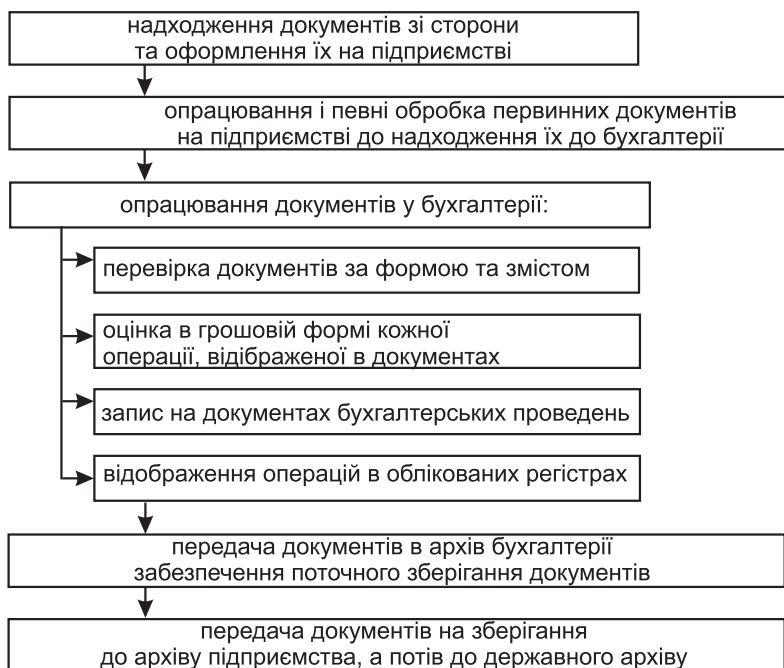 надходження документів зі сторони
та оформлення їх на підприємстві
опрацювання і певні обробка первинних документів
на підприємстві до надходження їх до бухгалтерії
опрацювання документів у бухгалтерії:
перевірка документів за формою та змістом
оцінка в грошовій формі кожної
операції, відібраженої в документах
запис на документах бухгалтерських проведень
відображення операцій в облікованих регістрах
передача документів в архів бухгалтерії
забезпечення поточного зберігання документів
передача документів на зберігання
до архіву підприємства, а потів до державного архіву